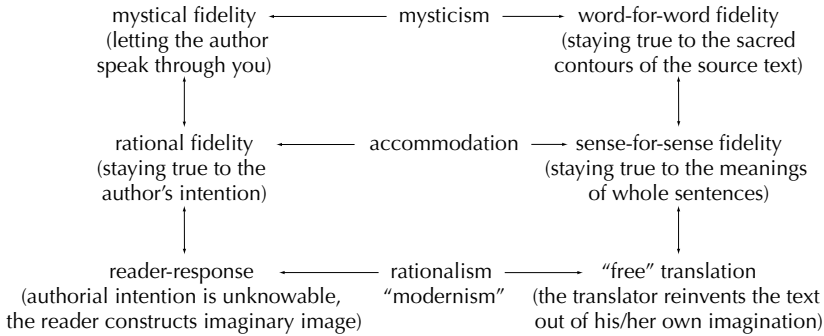 mystical fidelity mysticism word-for-word fidelity
(letting the author (staying true to the sacred
speak through you) contours of the source text)
rational fidelity accommodation sense-for-sense fidelity
(staying true to the (staying true to the meanings
author's intention) of whole sentences)
reader-response rationalism “free” translation
(authorial intention is unknowable, “modernism” (the translator reinvents the text
the reader constructs imaginary image) out of his/her own imagination)